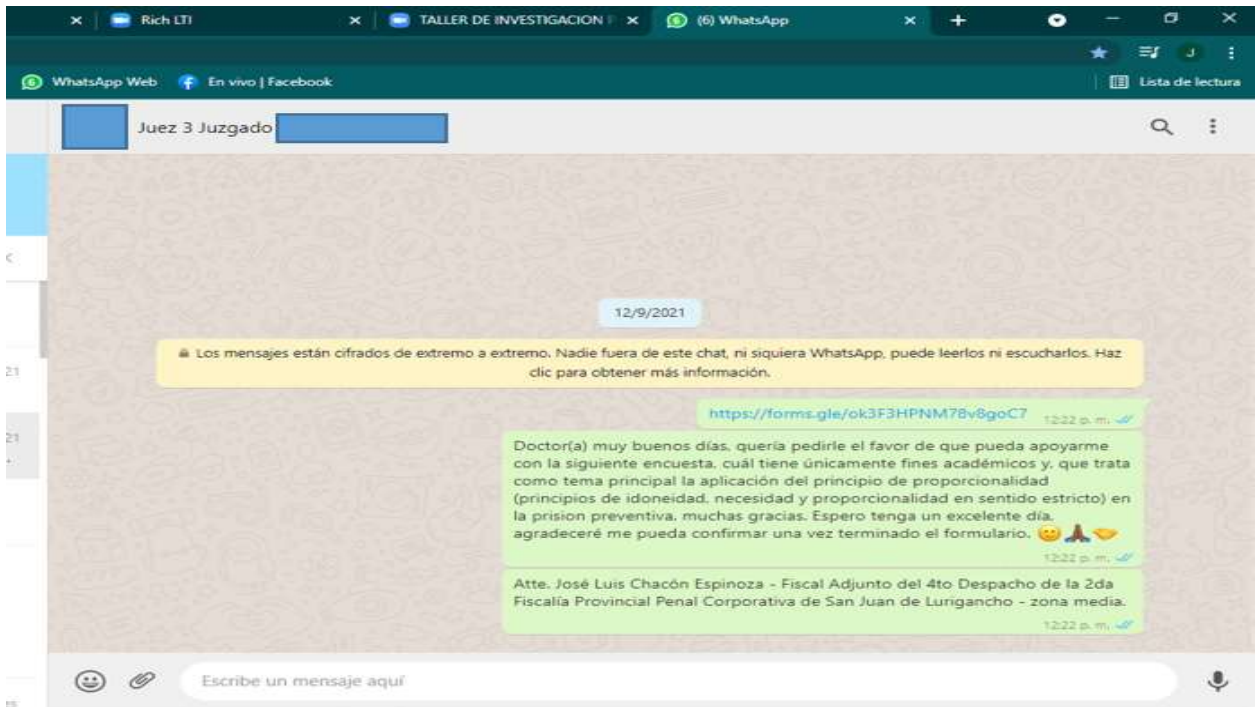 Rich LTI
TALLER DE INVESTIGACION
(6) WhatsApp
J
WhatsApp Web
En vivo | Facebook
Lista de lectura
Juez 3 Juzgado
12/9/2021
Los mensajes están cifrados de extremo a extremo. Nadie fuera de este chat, ni siquiera WhatsApp, puede leerlos ni escucharlos. Haz
clic para obtener más información.
21
https://forms.gle/ok3F3HPNM78v8goC7
12:22 p. m.
21
Doctor(a) muy buenos días, quería pedirle el favor de que pueda apoyarme
con la siguiente encuesta, cuál tiene únicamente fines académicos y, que trata
como tema principal la aplicación del principio de proporcionalidad
(principios de idoneidad, necesidad y proporcionalidad en sentido estricto) en
la prision preventiva, muchas gracias. Espero tenga un excelente día,
agradeceré me pueda confirmar una vez terminado el formulario. 🙂🙏🏾🤝
12:22 p. m.
Atte. José Luis Chacón Espinoza - Fiscal Adjunto del 4to Despacho de la 2da
Fiscalía Provincial Penal Corporativa de San Juan de Lurigancho - zona media.
12:22 p. m.
Escribe un mensaje aquí
es